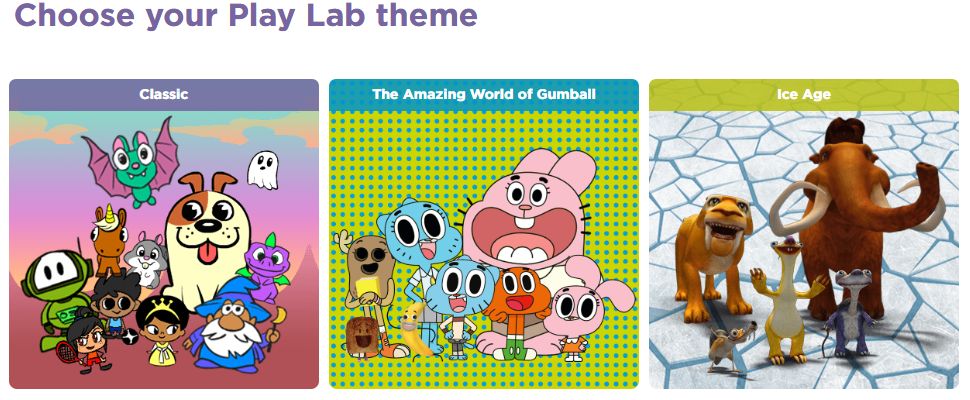 Choose your Play Lab theme
Classic
The Amazing World of Gumball
Ice Age